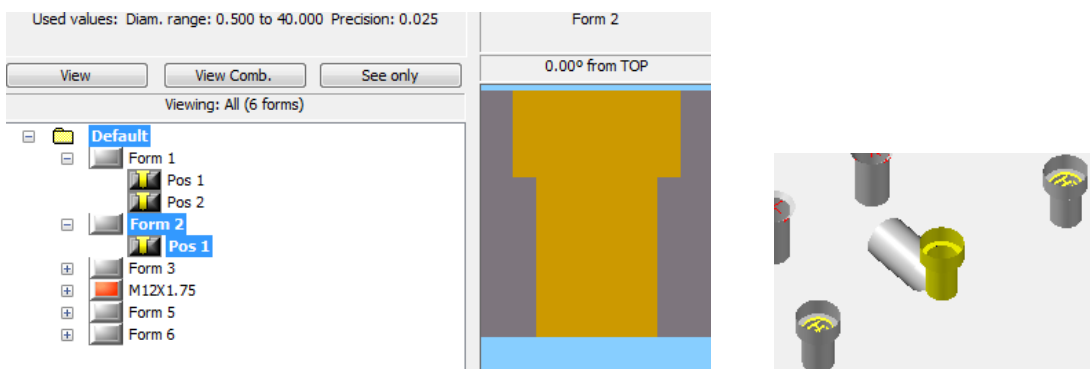 Used values: Diam. range: 0.500 to 40.000 Precision: 0.025
Form 2
View
View Comb.
See only
0.00º from TOP
Viewing: All (6 forms)
Default
Form 1
Pos 1
Pos 2
Form 2
Pos 1
Form 3
M12X1.75
Form 5
Form 6